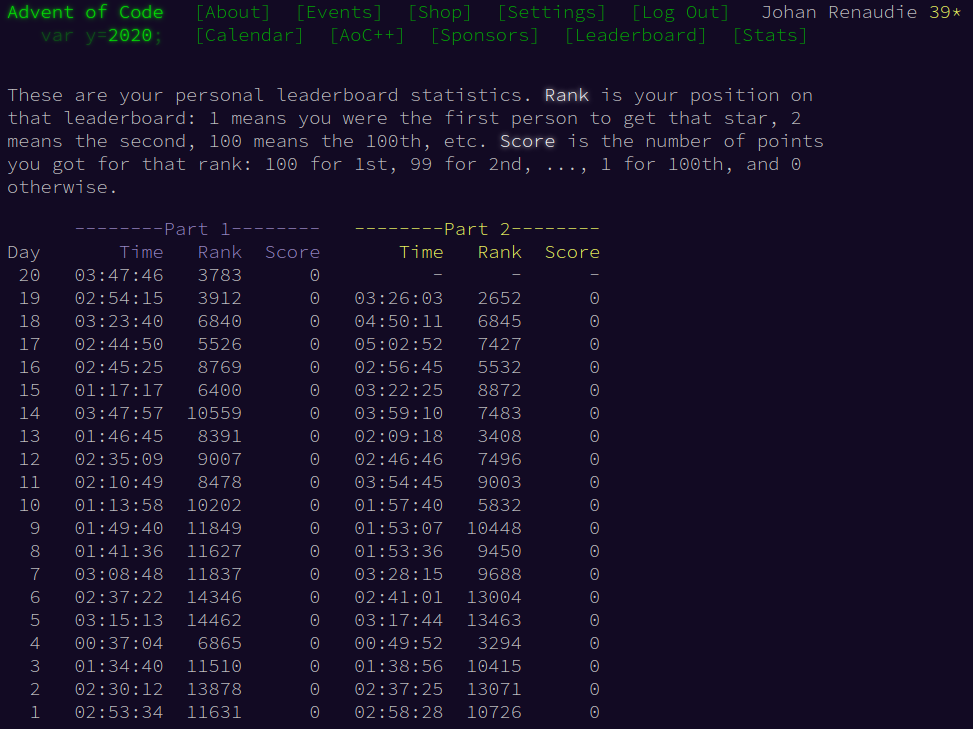 Advent of Code [About] [Events] [Shop] [Settings] [Log Out] Johan Renaudie 39*
var y=2020; [Calendar] [AoC++] [Sponsors] [Leaderboard] [Stats]
These are your personal leaderboard statistics. Rank is your position on
that leaderboard: 1 means you were the first person to get that star, 2
means the second, 100 means the 100th, etc. Score is the number of points
you got for that rank: 100 for 1st, 99 for 2nd, ..., 1 for 100th, and 0
otherwise.
--------Part 1-------- --------Part 2--------
Day Time Rank Score Time Rank Score
20 03:47:46 3783 0 - - -
19 02:54:15 3912 0 03:26:03 2652 0
18 03:23:40 6840 0 04:50:11 6845 0
17 02:44:50 5526 0 05:02:52 7427 0
16 02:45:25 8769 0 02:56:45 5532 0
15 01:17:17 6400 0 03:22:25 8872 0
14 03:47:57 10559 0 03:59:10 7483 0
13 01:46:45 8391 0 02:09:18 3408 0
12 02:35:09 9007 0 02:46:46 7496 0
11 02:10:49 8478 0 03:54:45 9003 0
10 01:13:58 10202 0 01:57:40 5832 0
9 01:49:40 11849 0 01:53:07 10448 0
8 01:41:36 11627 0 01:53:36 9450 0
7 03:08:48 11837 0 03:28:15 9688 0
6 02:37:22 14346 0 02:41:01 13004 0
5 03:15:13 14462 0 03:17:44 13463 0
4 00:37:04 6865 0 00:49:52 3294 0
3 01:34:40 11510 0 01:38:56 10415 0
2 02:30:12 13878 0 02:37:25 13071 0
1 02:53:34 11631 0 02:58:28 10726 0